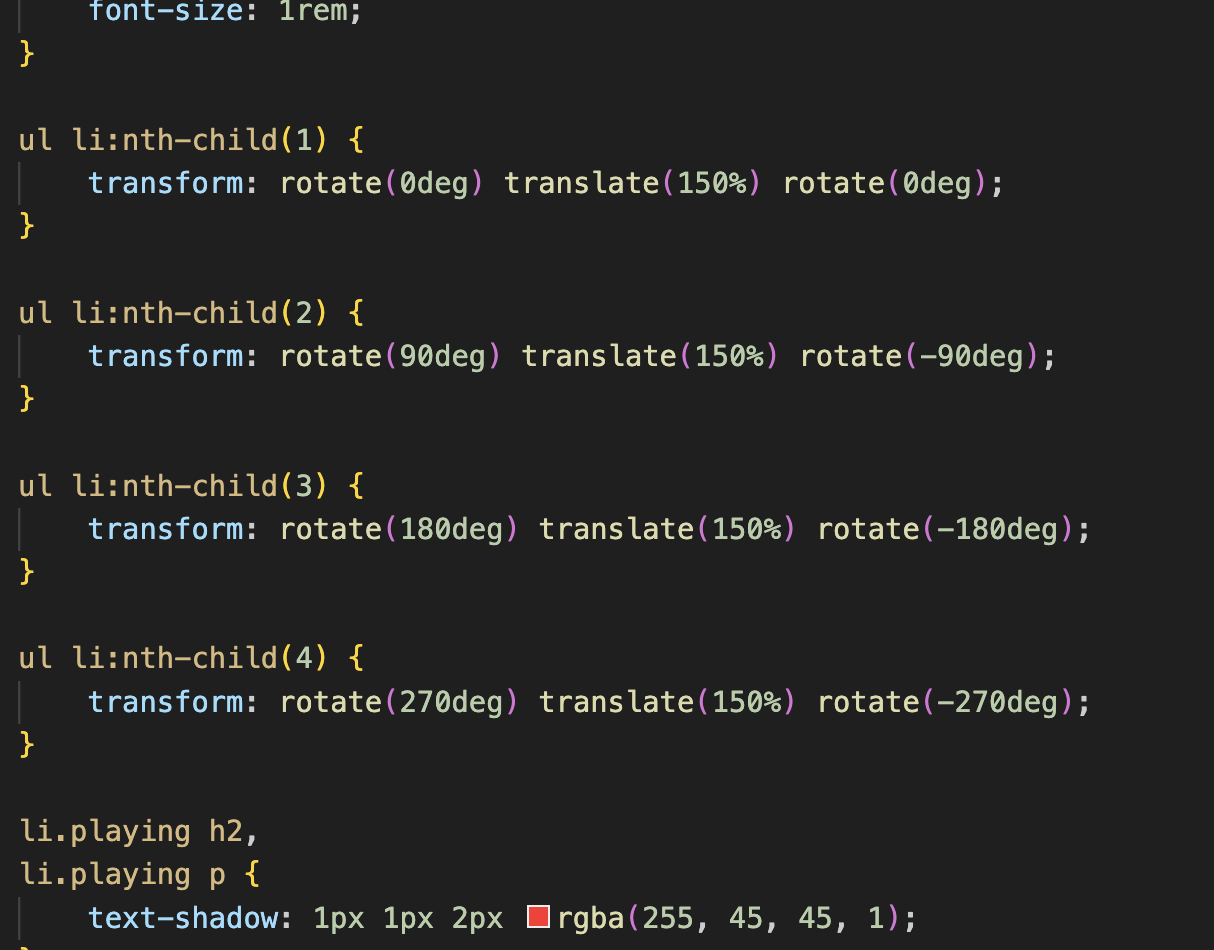 font-size: 1rem;
}

ul li:nth-child(1) {
    transform: rotate(0deg) translate(150%) rotate(0deg);
}

ul li:nth-child(2) {
    transform: rotate(90deg) translate(150%) rotate(-90deg);
}

ul li:nth-child(3) {
    transform: rotate(180deg) translate(150%) rotate(-180deg);
}

ul li:nth-child(4) {
    transform: rotate(270deg) translate(150%) rotate(-270deg);
}

li.playing h2,
li.playing p {
    text-shadow: 1px 1px 2px rgba(255, 45, 45, 1);
}